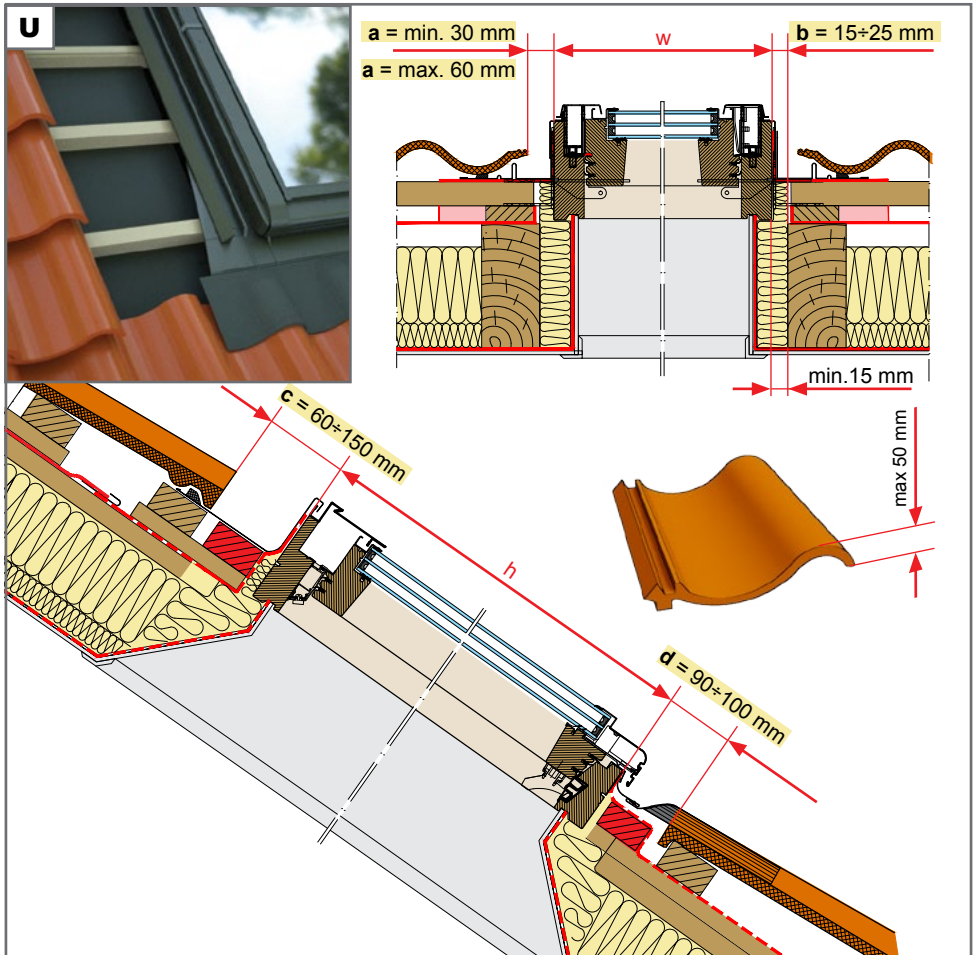 U
a = min. 30 mm
a = max. 60 mm
w
b = 15÷25 mm
min.15 mm
c = 60÷150 mm
h
max 50 mm
d = 90÷100 mm